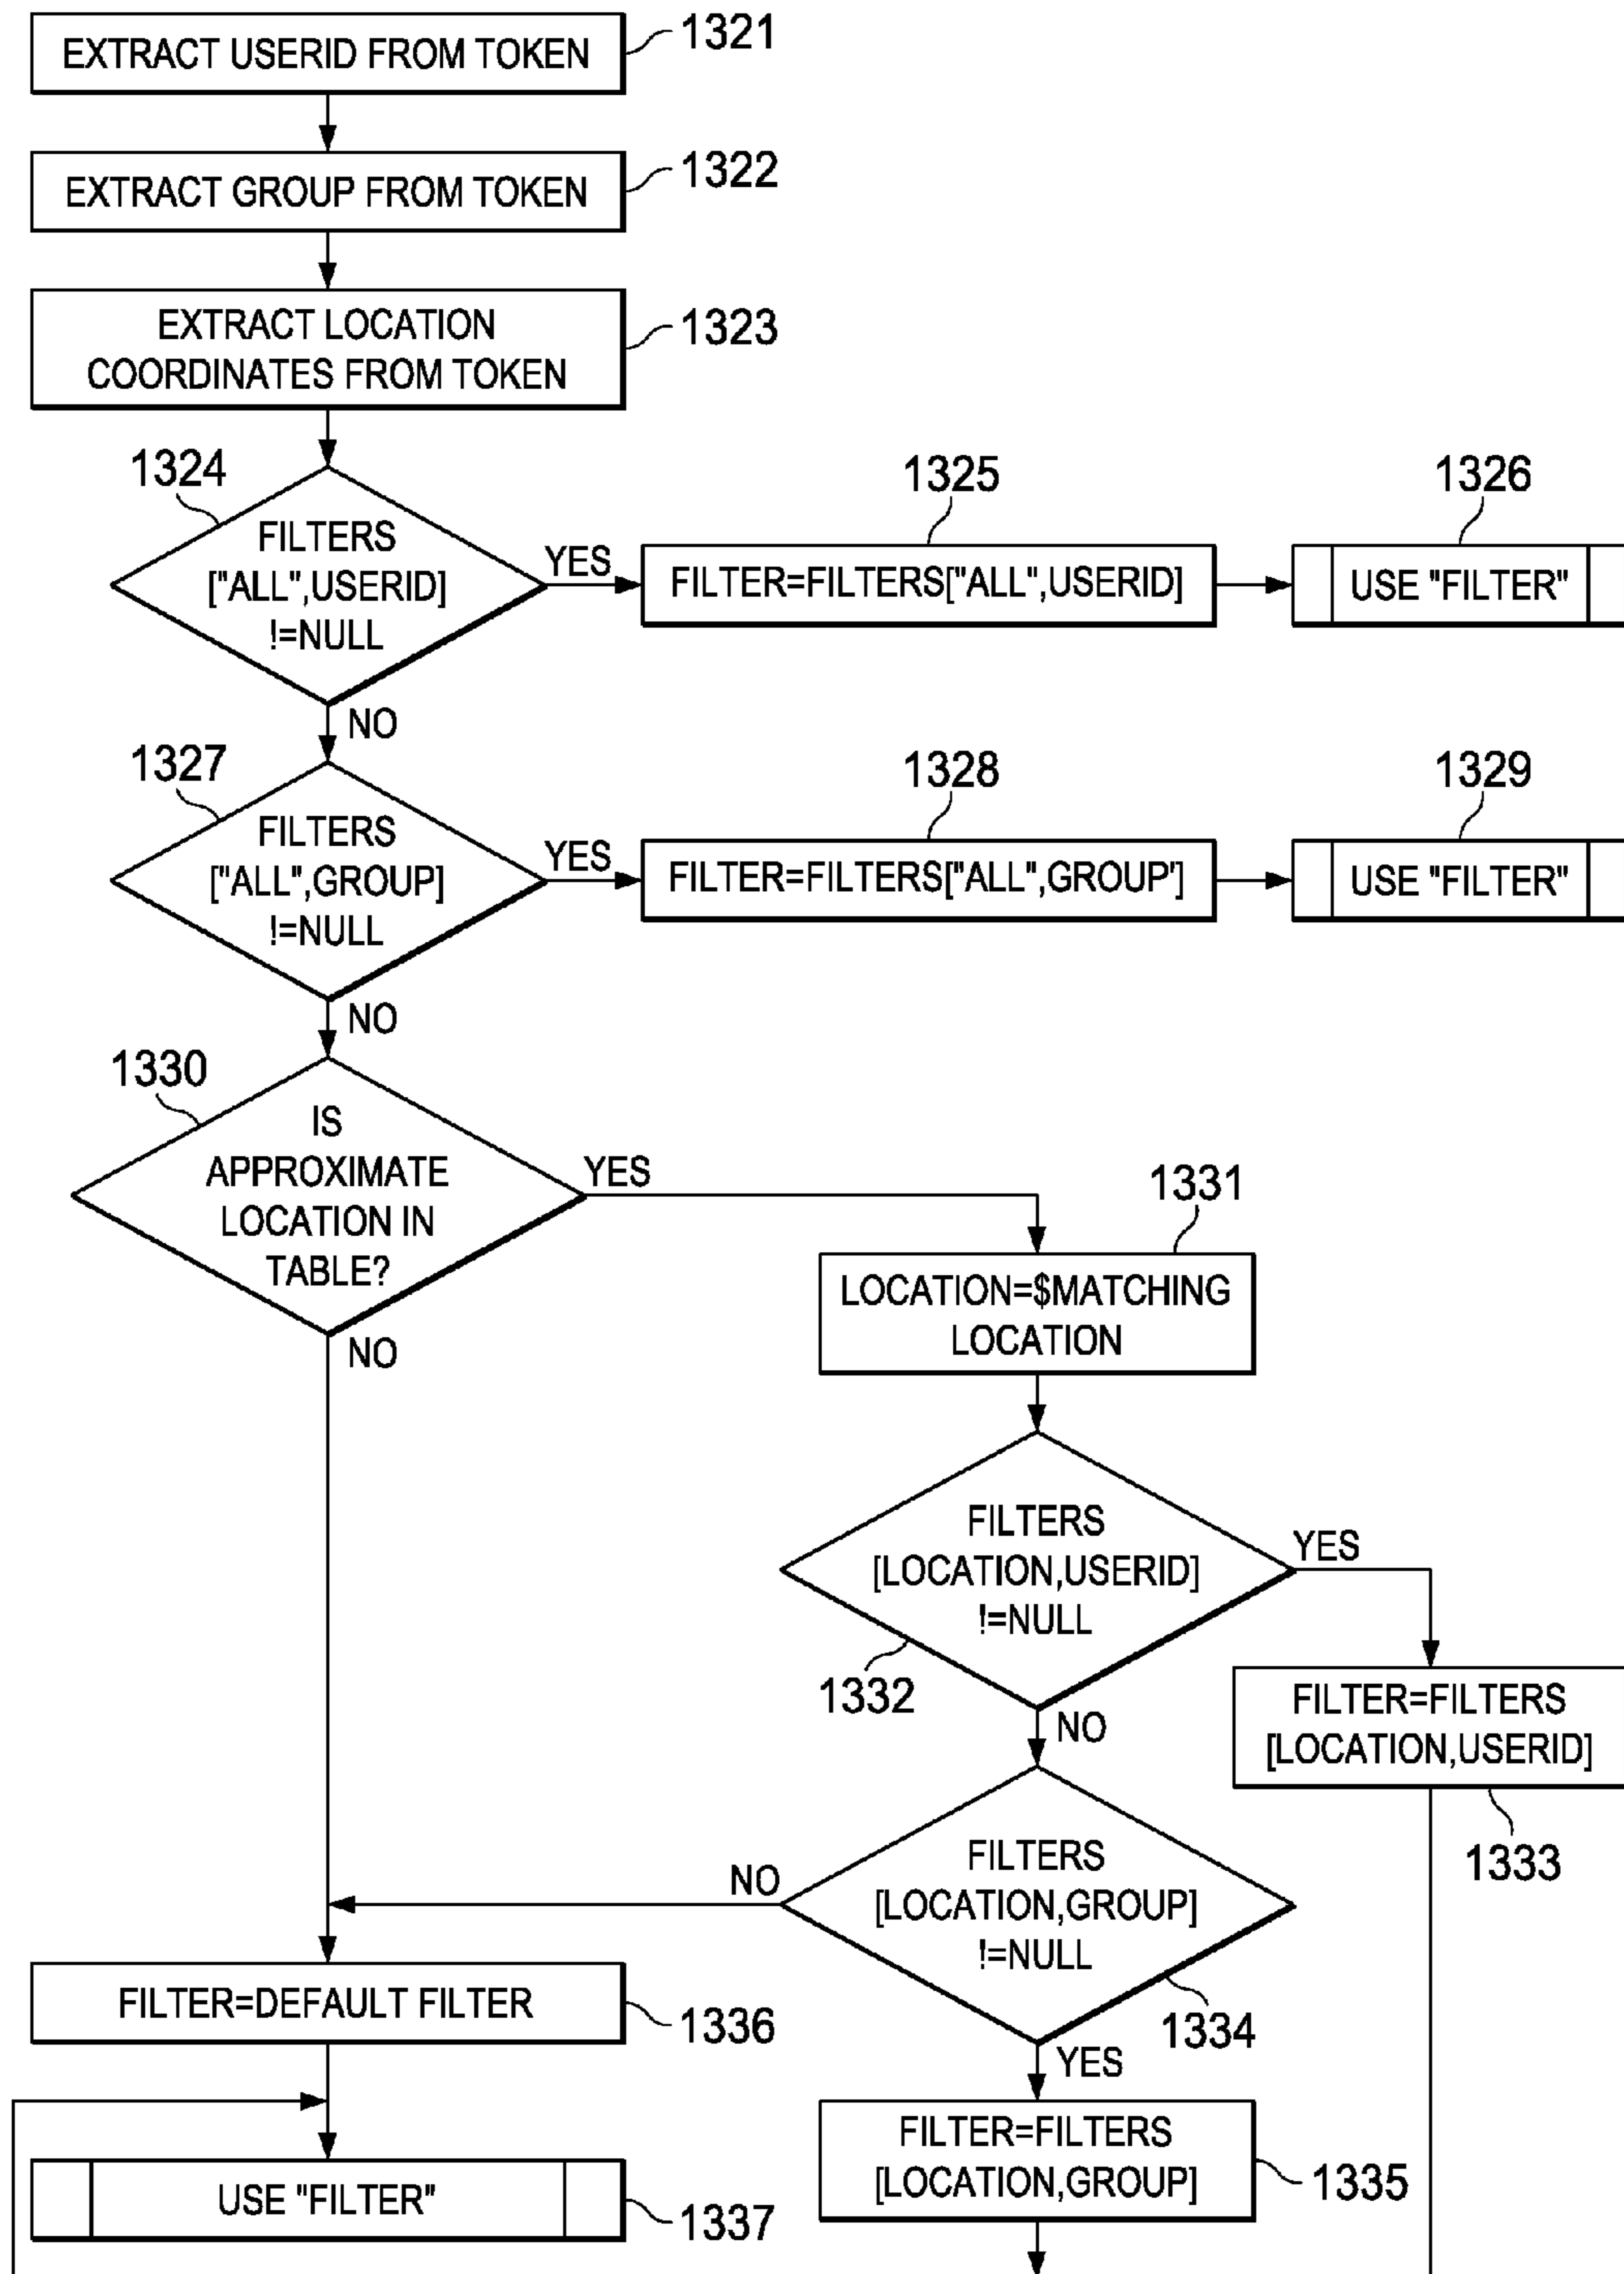 EXTRACT USERID FROM TOKEN
1321
EXTRACT GROUP FROM TOKEN
1322
EXTRACT LOCATION
COORDINATES FROM TOKEN
1323
1324
FILTERS
["ALL",USERID]
!=NULL
YES
NO
1325
FILTER=FILTERS["ALL",USERID]
1326
USE "FILTER"
1327
FILTERS
["ALL",GROUP]
!=NULL
YES
NO
1328
FILTER=FILTERS["ALL",GROUP']
1329
USE "FILTER"
1330
IS
APPROXIMATE
LOCATION IN
TABLE?
YES
NO
1331
LOCATION=$MATCHING
LOCATION
FILTERS
[LOCATION,USERID]
!=NULL
YES
1332
NO
FILTER=FILTERS
[LOCATION,USERID]
1333
FILTERS
[LOCATION,GROUP]
!=NULL
NO
1334
YES
FILTER=DEFAULT FILTER
1336
FILTER=FILTERS
[LOCATION,GROUP]
1335
USE "FILTER"
1337